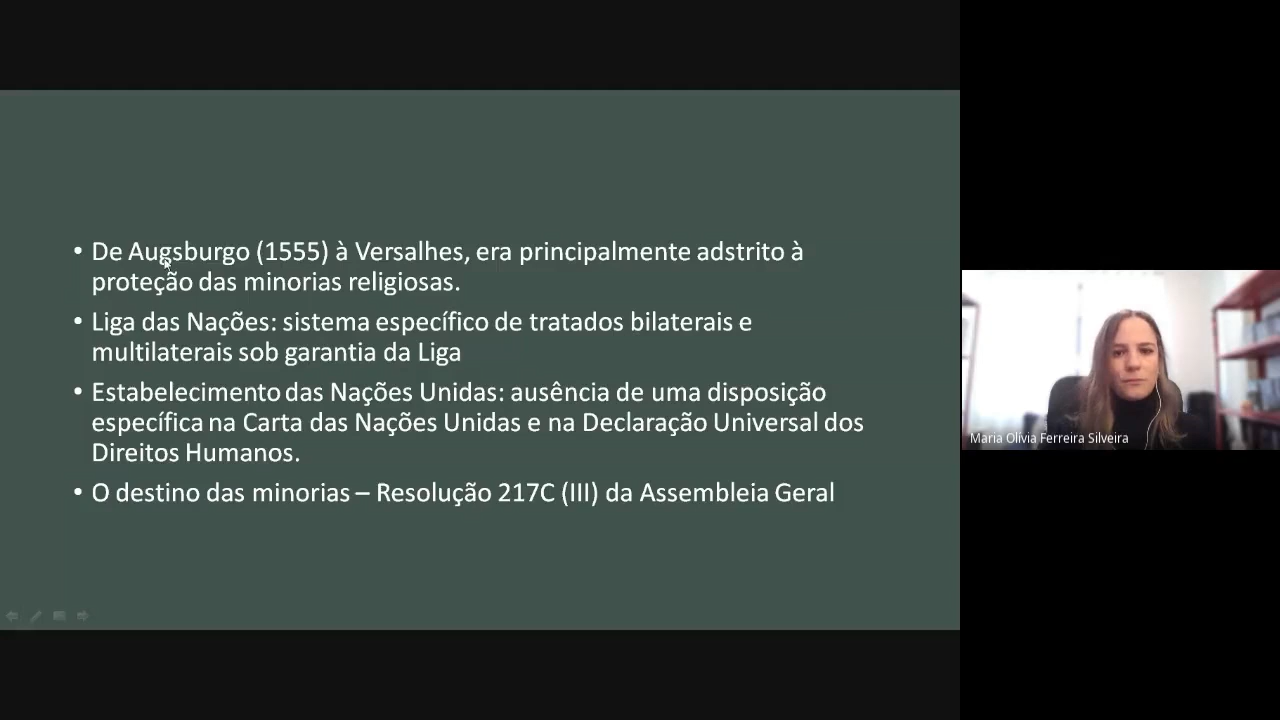 • De Augsburgo (1555) à Versalhes, era principalmente adstrito à
proteção das minorias religiosas.
• Liga das Nações: sistema específico de tratados bilaterais e
multilaterais sob garantia da Liga
• Estabelecimento das Nações Unidas: ausência de uma disposição
específica na Carta das Nações Unidas e na Declaração Universal dos
Direitos Humanos.
• O destino das minorias – Resolução 217C (III) da Assembleia Geral
Maria Olívia Ferreira Silveira